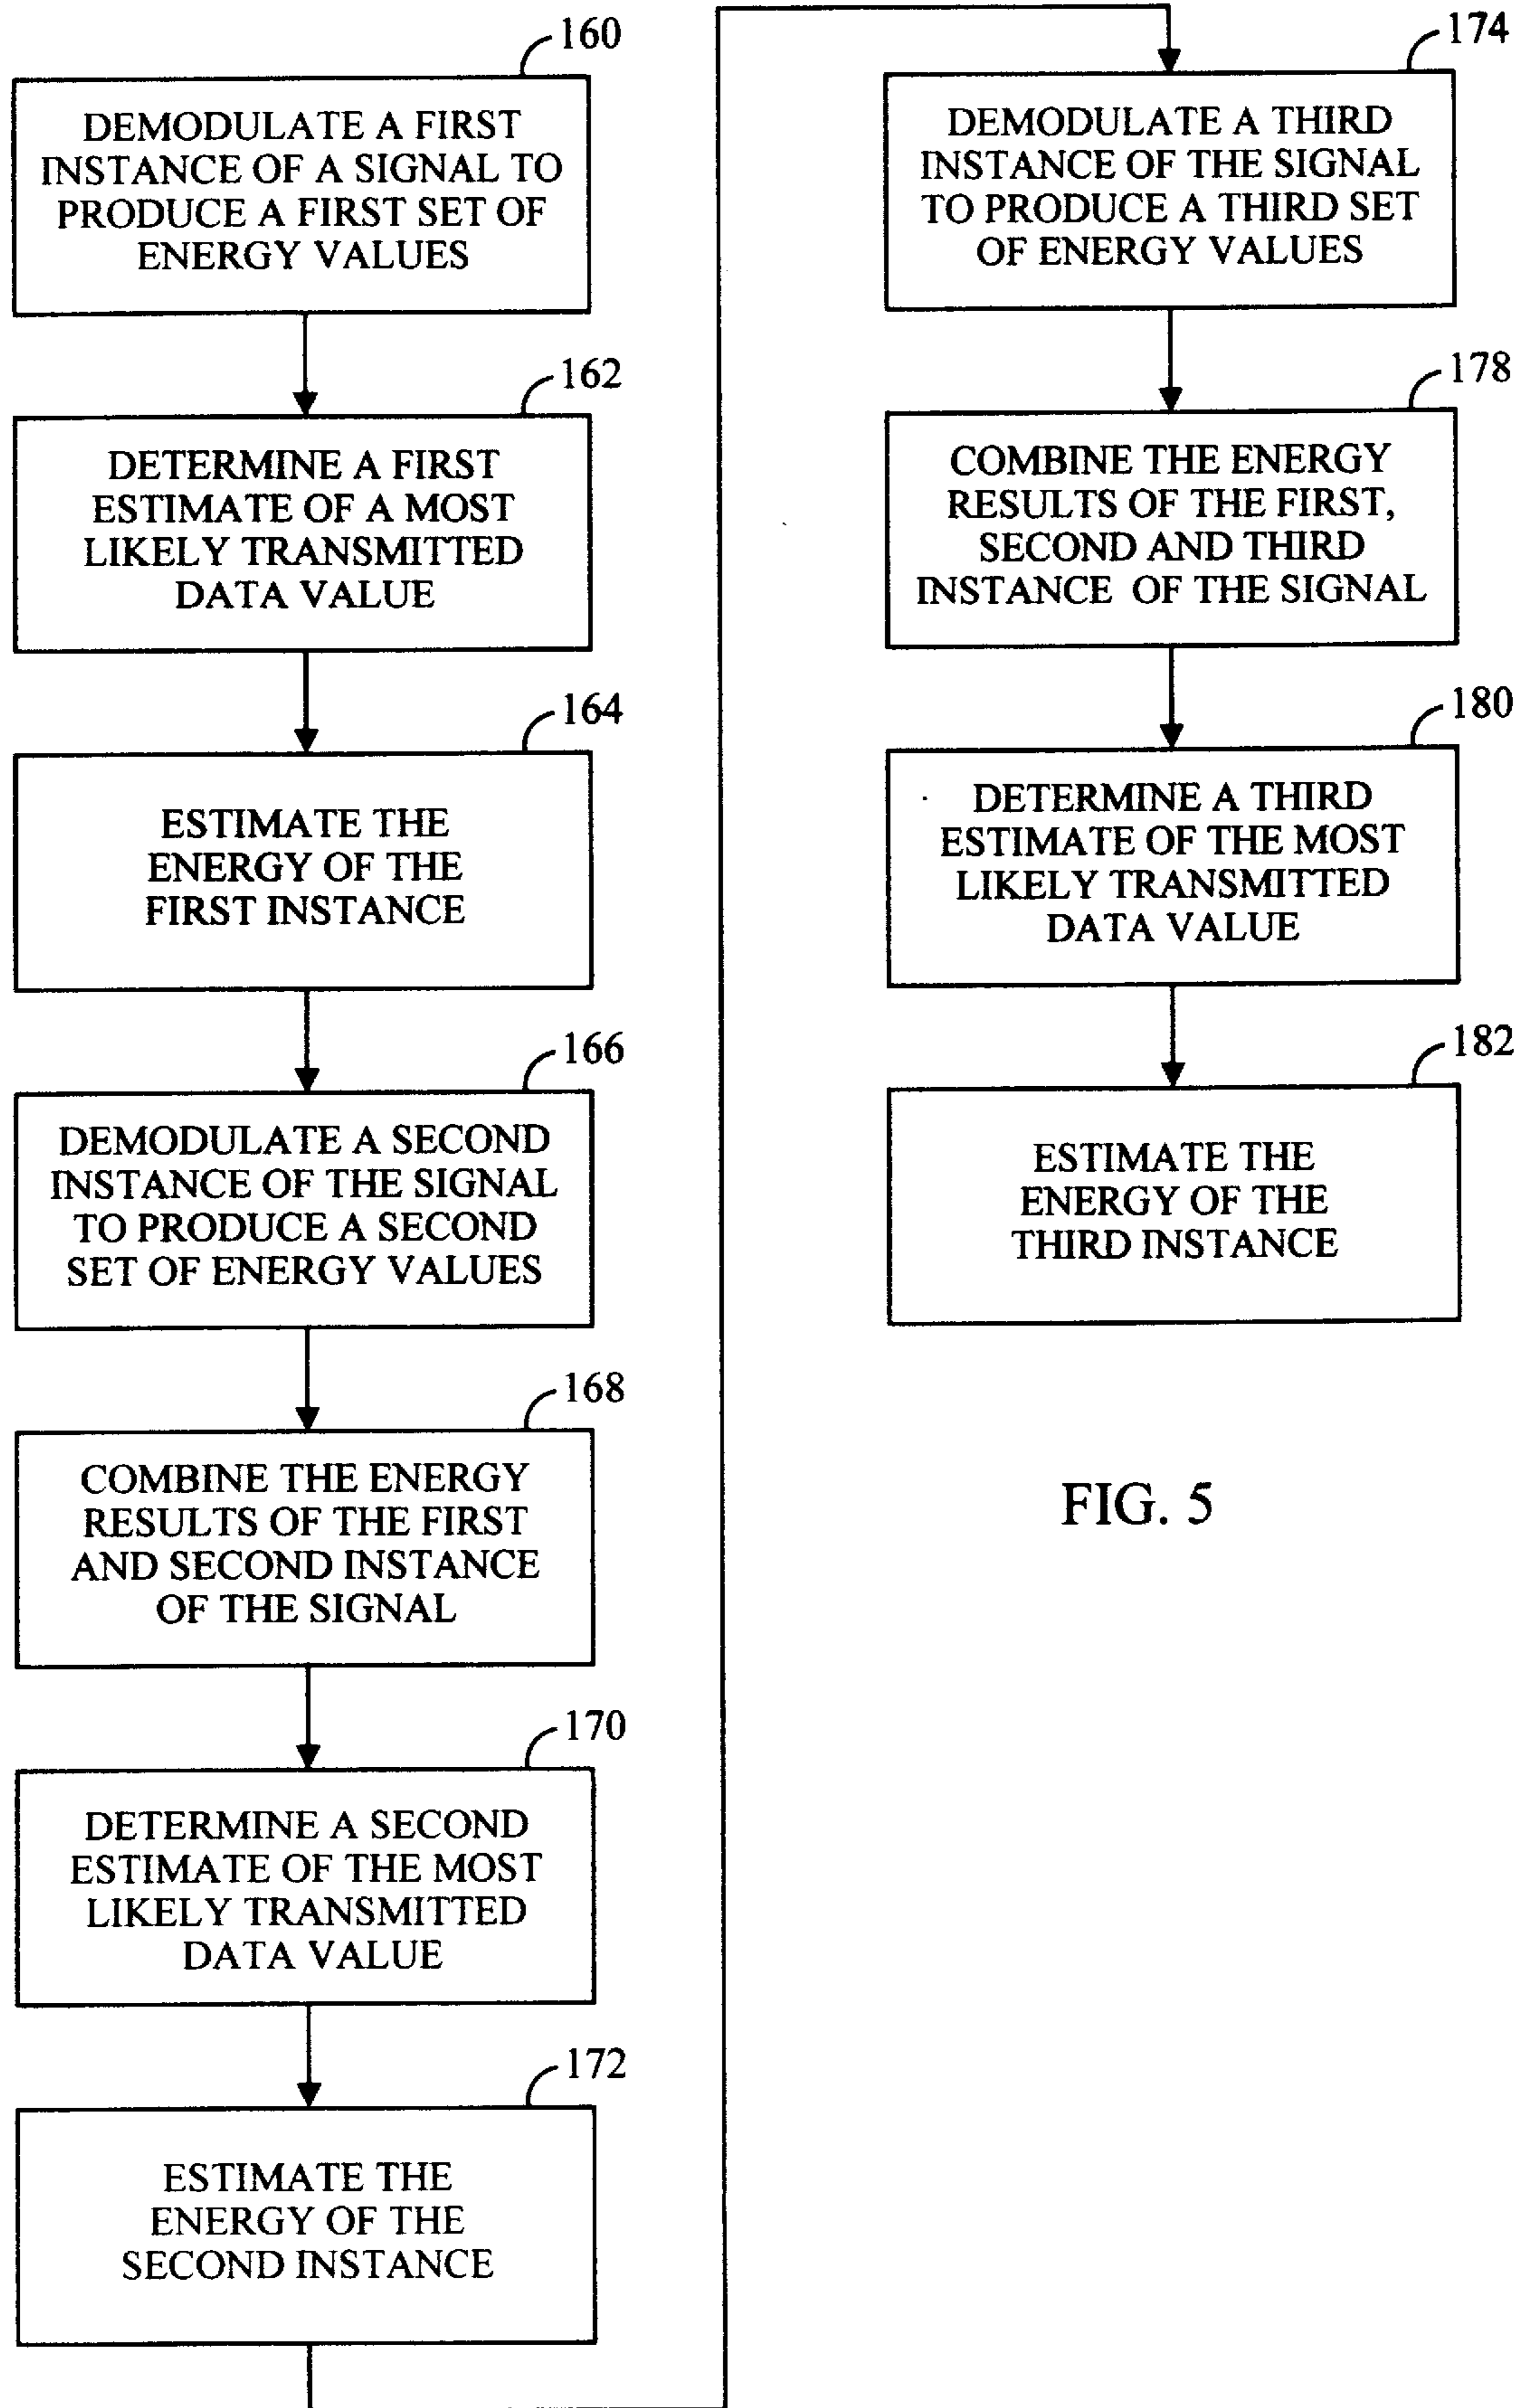 160
DEMODULATE A FIRST
INSTANCE OF A SIGNAL TO
PRODUCE A FIRST SET OF
ENERGY VALUES
162
DETERMINE A FIRST
ESTIMATE OF A MOST
LIKELY TRANSMITTED
DATA VALUE
164
ESTIMATE THE
ENERGY OF THE
FIRST INSTANCE
166
DEMODULATE A SECOND
INSTANCE OF THE SIGNAL
TO PRODUCE A SECOND
SET OF ENERGY VALUES
168
COMBINE THE ENERGY
RESULTS OF THE FIRST
AND SECOND INSTANCE
OF THE SIGNAL
170
DETERMINE A SECOND
ESTIMATE OF THE MOST
LIKELY TRANSMITTED
DATA VALUE
172
ESTIMATE THE
ENERGY OF THE
SECOND INSTANCE
174
DEMODULATE A THIRD
INSTANCE OF THE SIGNAL
TO PRODUCE A THIRD SET
OF ENERGY VALUES
178
COMBINE THE ENERGY
RESULTS OF THE FIRST,
SECOND AND THIRD
INSTANCE OF THE SIGNAL
180
DETERMINE A THIRD
ESTIMATE OF THE MOST
LIKELY TRANSMITTED
DATA VALUE
182
ESTIMATE THE
ENERGY OF THE
THIRD INSTANCE
FIG. 5